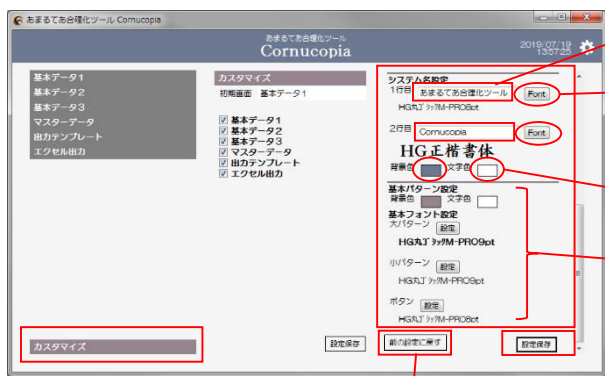 あまるてあ合理化ツール Cornucopia
あまるてあ合理化ツール
Cornucopia
2019/07/19
13:57:25
基本データ1
基本データ2
基本データ3
マスターデータ
出力テンプレート
エクセル出力
カスタマイズ
カスタマイズ
初期画面 基本データ1
基本データ1
基本データ2
基本データ3
マスターデータ
出力テンプレート
エクセル出力
設定保存
システム名設定
1行目 あまるてあ合理化ツール Font
HG丸ゴシックM-PRO8pt
2行目 Cornucopia Font
HG正楷書体
背景色 文字色
基本パターン設定
背景色 文字色
基本フォント設定
大パターン 設定
HG丸ゴシックM-PRO9pt
小パターン 設定
HG丸ゴシックM-PRO9pt
ボタン 設定
HG丸ゴシックM-PRO8pt
前の設定に戻す
設定保存